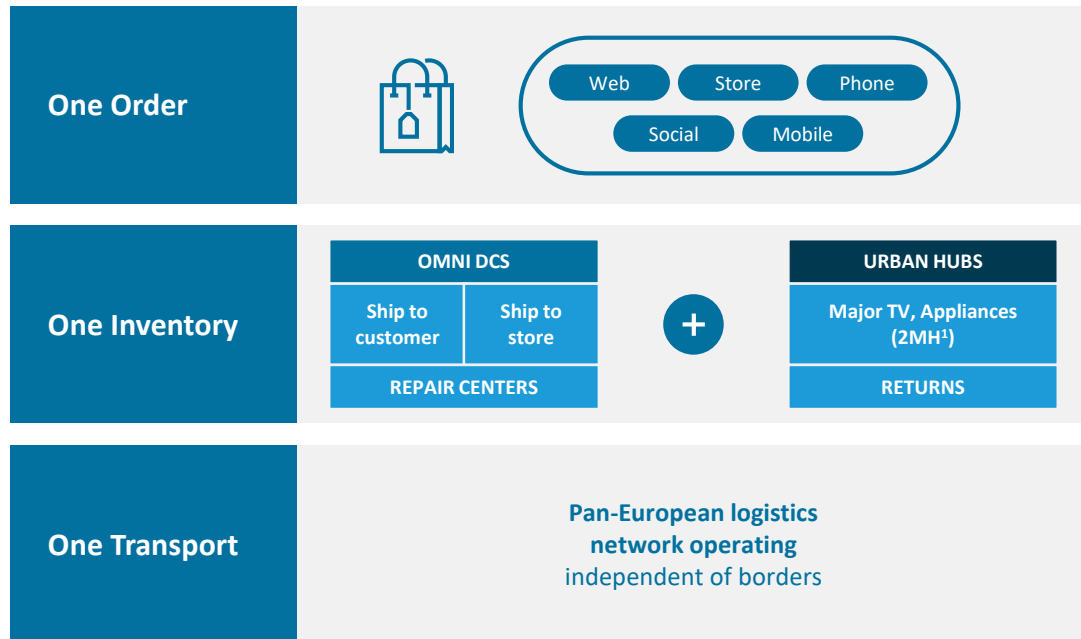 One Order
Web
Store
Phone
Social
Mobile
One Inventory
OMNI DCS
Ship to
customer
Ship to
store
REPAIR CENTERS
+
URBAN HUBS
Major TV, Appliances
(2MH¹)
RETURNS
One Transport
Pan-European logistics
network operating
independent of borders